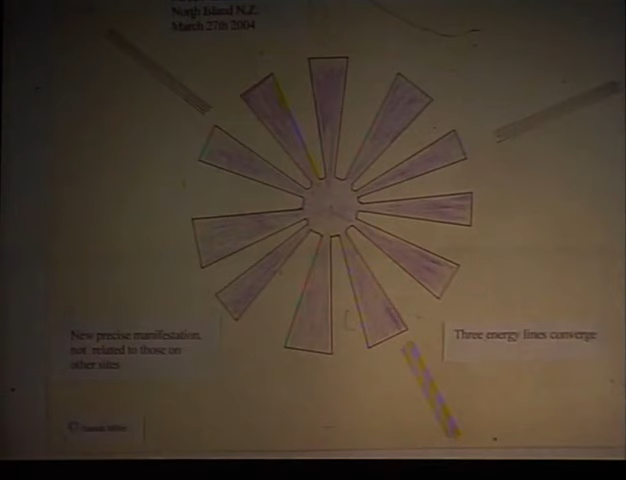 North Island N.Z.
March 27th 2004
New precise manifestation,
not related to those on
other sites
Three energy lines converge
©